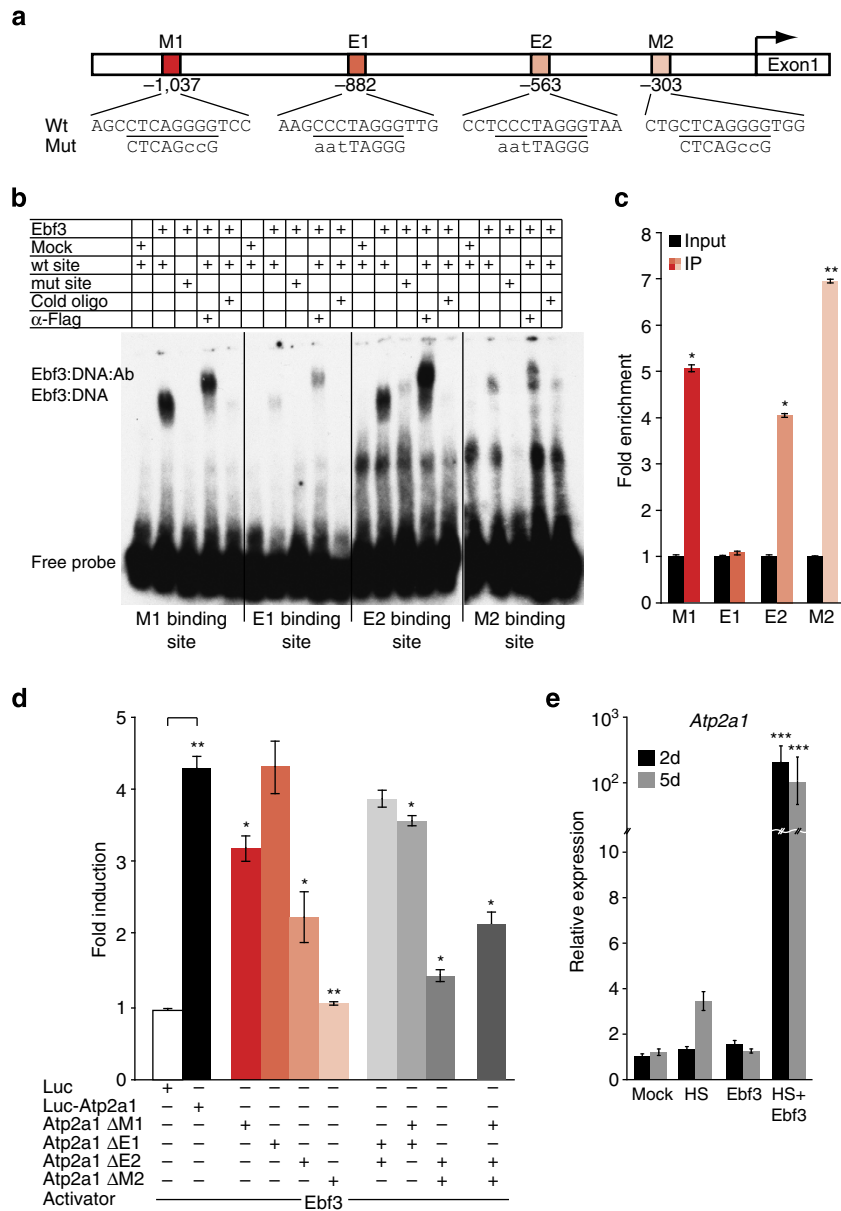 a
M1 E1 E2 M2
Exon1
–1,037 –882 –563 –303
Wt AGCCTCAGGGGTCC AAGCCCTAGGGTTG CCTCCCTAGGGTAA CTGCTCAGGGGTGG
Mut CTCAGccG aatTAGGG aatTAGGG CTCAGccG
b
Ebf3 + + + + + + + + + + + + + + + +
Mock + + + +
wt site + + + + + + + + + + + + + + + +
mut site + + + +
Cold oligo + + + +
α-Flag + + + +
Ebf3:DNA:Ab
Ebf3:DNA
Free probe
M1 binding site
E1 binding site
E2 binding site
M2 binding site
c
Fold enrichment
8
7
6
5
4
3
2
1
0
Input
IP
* * **
M1 E1 E2 M2
d
Fold induction
5
4
3
2
1
0
** * * ** * * *
Luc + – – – – – – – – –
Luc-Atp2a1 – + – – – – – – – –
Atp2a1 ΔM1 – – + – – – – + – +
Atp2a1 ΔE1 – – – + – – + + – –
Atp2a1 ΔE2 – – – – + – + – + +
Atp2a1 ΔM2 – – – – – + – – + +
Activator Ebf3
e
Atp2a1
Relative expression
10³
10²
10
8
6
4
2
0
2d
5d
*** ***
Mock HS Ebf3 HS+
Ebf3